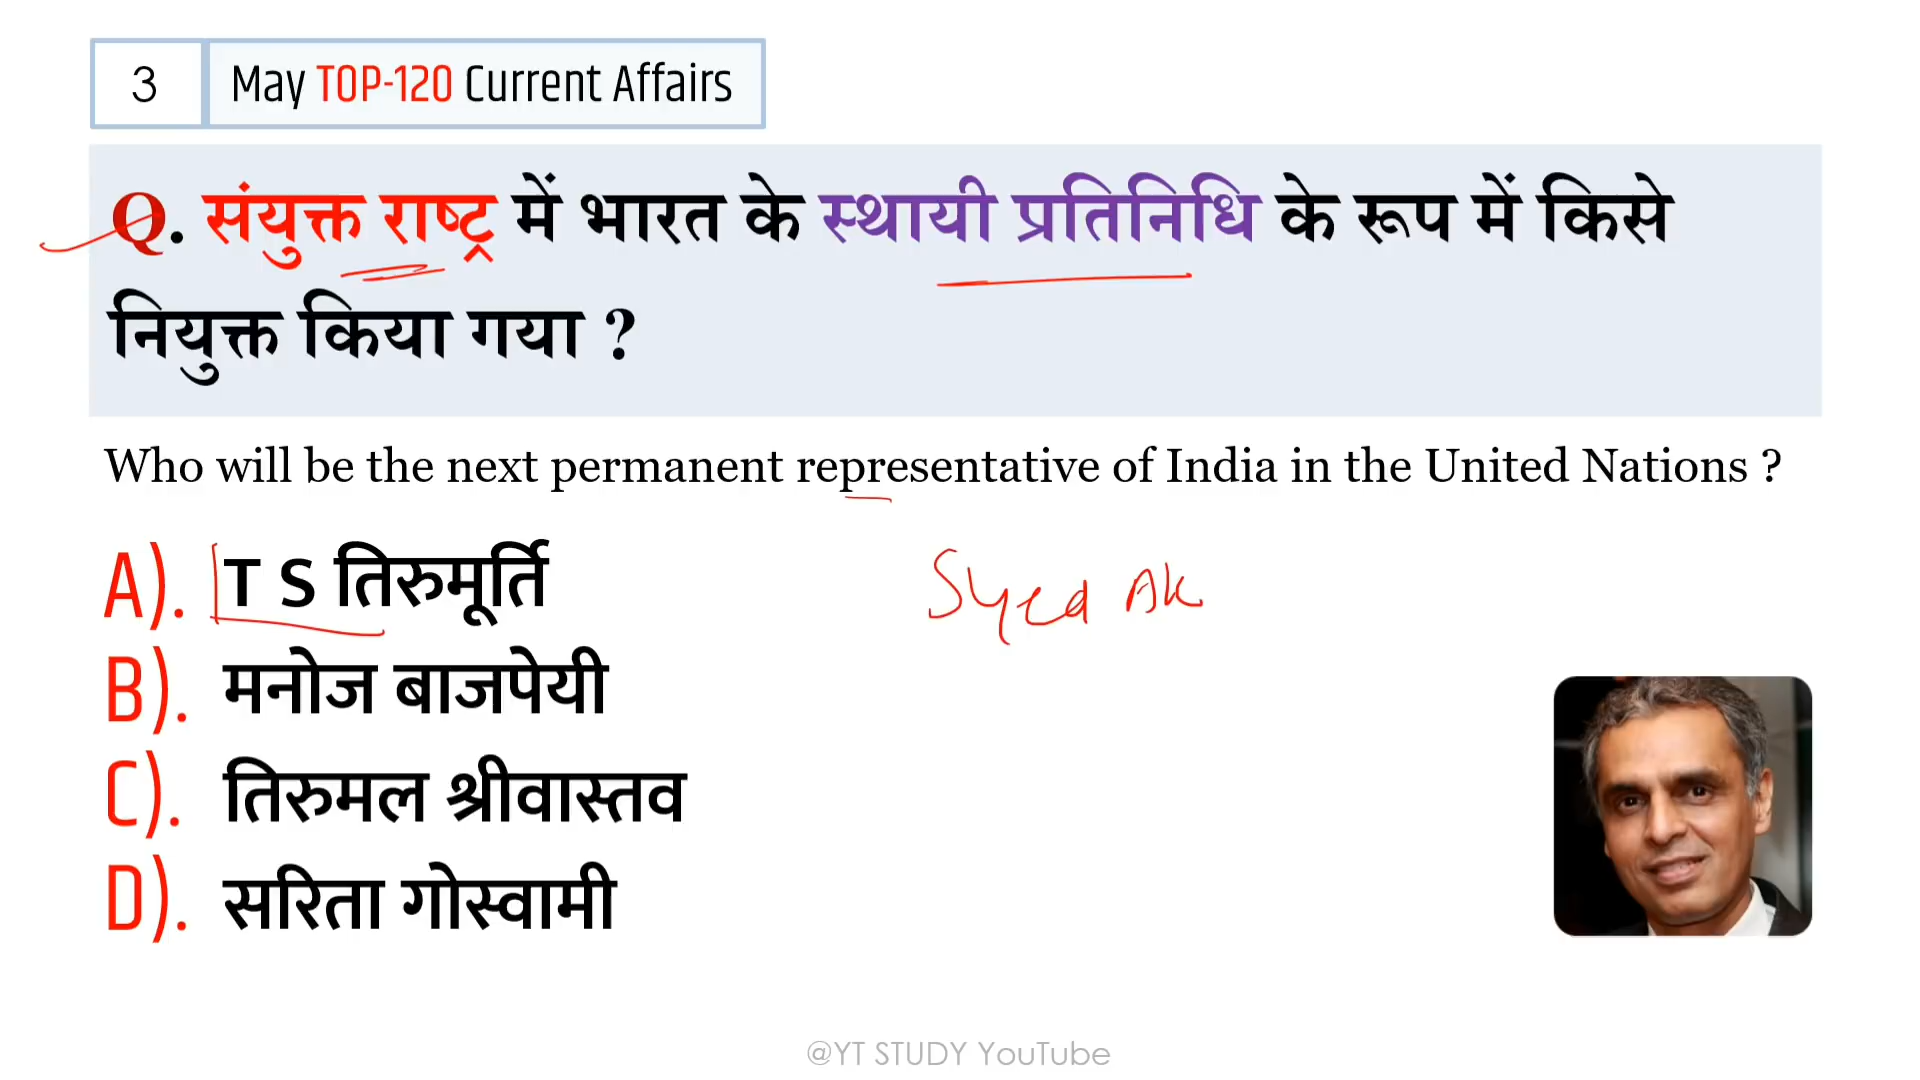 3 May TOP-120 Current Affairs
Q. संयुक्त राष्ट्र में भारत के स्थायी प्रतिनिधि के रूप में किसे
नियुक्त किया गया ?
Who will be the next permanent representative of India in the United Nations ?
A). T S तिरुमूर्ति
Syed Ak
B). मनोज बाजपेयी
C). तिरुमल श्रीवास्तव
D). सरिता गोस्वामी
@YT STUDY YouTube